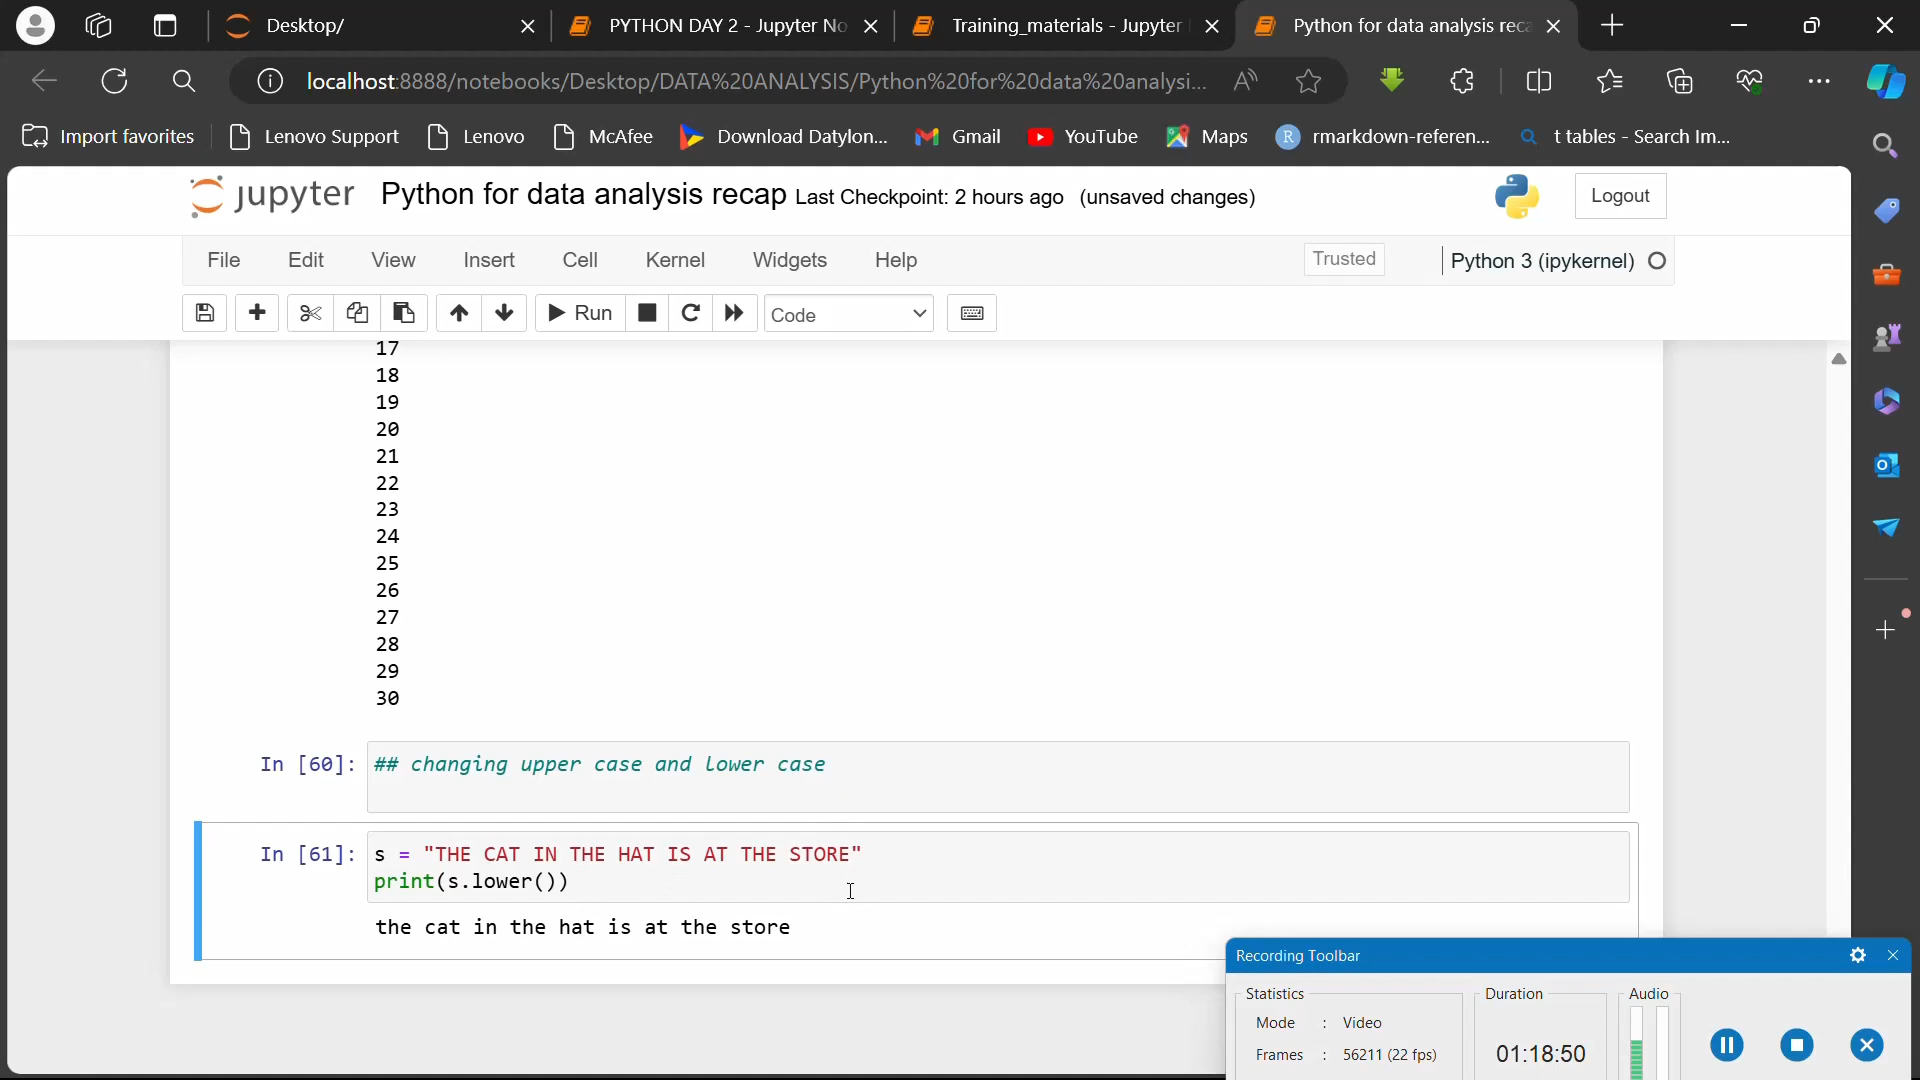 Desktop/
PYTHON DAY 2 - Jupyter No
Training_materials - Jupyter
Python for data analysis reca
localhost:8888/notebooks/Desktop/DATA%20ANALYSIS/Python%20for%20data%20analysi...
Import favorites
Lenovo Support
Lenovo
McAfee
Download Datylon...
Gmail
YouTube
Maps
rmarkdown-referen...
t tables - Search Im...
jupyter Python for data analysis recap Last Checkpoint: 2 hours ago (unsaved changes)
Logout
File Edit View Insert Cell Kernel Widgets Help
Trusted
Python 3 (ipykernel)
Run
Code
17
18
19
20
21
22
23
24
25
26
27
28
29
30
In [60]: ## changing upper case and lower case
In [61]: s = "THE CAT IN THE HAT IS AT THE STORE"
print(s.lower())
the cat in the hat is at the store
Recording Toolbar
Statistics
Mode : Video
Frames : 56211 (22 fps)
Duration
01:18:50
Audio